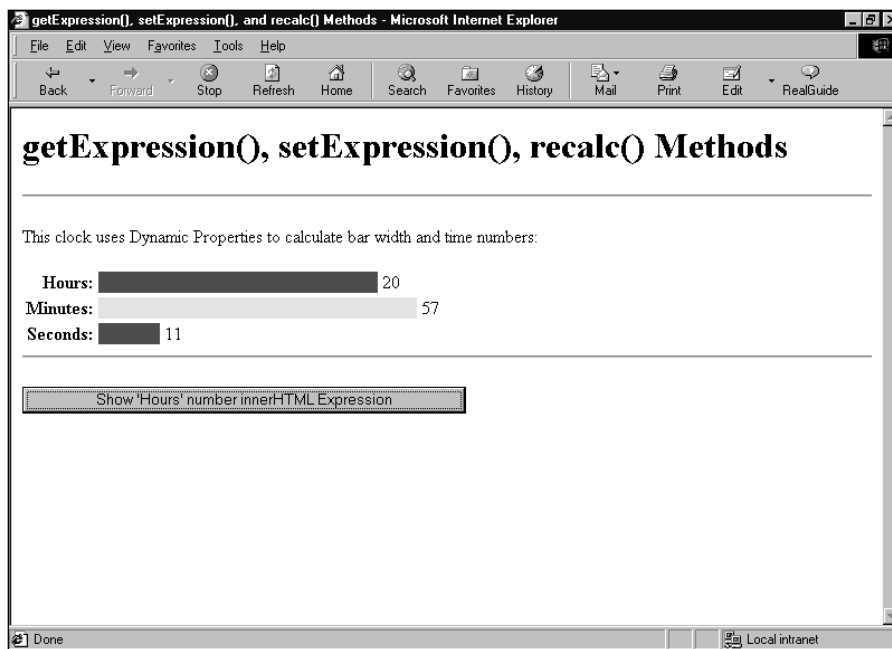 getExpression(), setExpression(), and recalc() Methods - Microsoft Internet Explorer
File Edit View Favorites Tools Help
Back Forward Stop Refresh Home Search Favorites History Mail Print Edit RealGuide
getExpression(), setExpression(), recalc() Methods
This clock uses Dynamic Properties to calculate bar width and time numbers:
Hours: 20
Minutes: 57
Seconds: 11
Show 'Hours' number innerHTML Expression
Done Local intranet